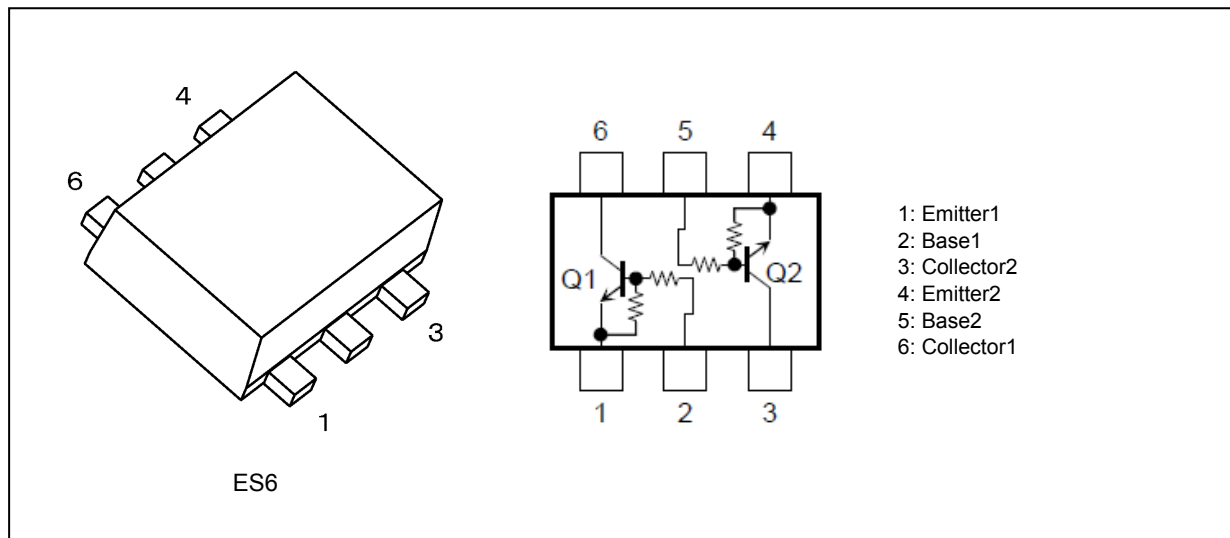 4
6
3
1
ES6
6 5 4
Q1 Q2
1 2 3
1: Emitter1
2: Base1
3: Collector2
4: Emitter2
5: Base2
6: Collector1